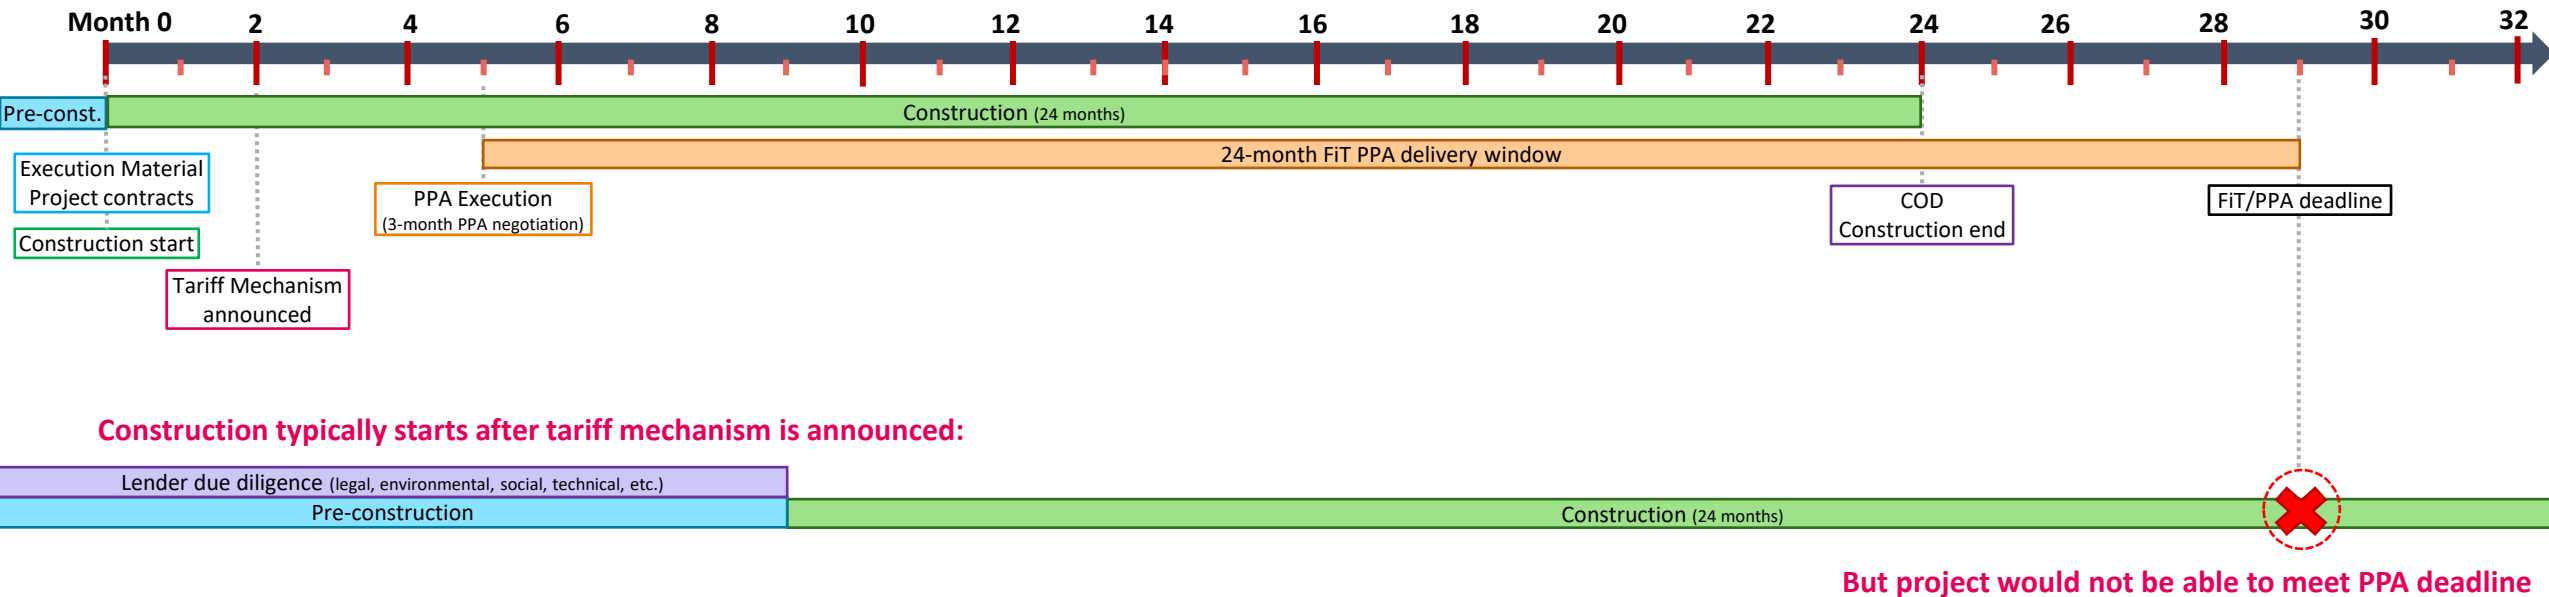 Month 0 2 4 6 8 10 12 14 16 18 20 22 24 26 28 30 32
Pre-const.
Construction (24 months)
24-month FiT PPA delivery window
Execution Material
Project contracts
Construction start
Tariff Mechanism
announced
PPA Execution
(3-month PPA negotiation)
COD
Construction end
FiT/PPA deadline
Construction typically starts after tariff mechanism is announced:
Lender due diligence (legal, environmental, social, technical, etc.)
Pre-construction
Construction (24 months)
But project would not be able to meet PPA deadline